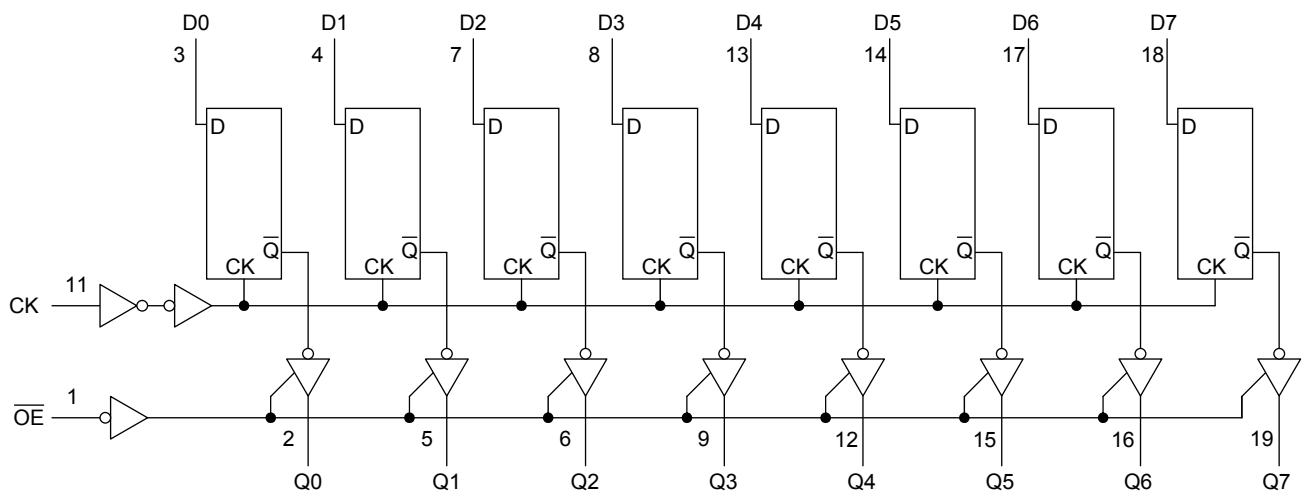 D0 D1 D2 D3 D4 D5 D6 D7
3 4 7 8 13 14 17 18
D D D D D D D D
Q̅ Q̅ Q̅ Q̅ Q̅ Q̅ Q̅ Q̅
CK CK CK CK CK CK CK CK
11
CK
1
O̅E̅
2 5 6 9 12 15 16 19
Q0 Q1 Q2 Q3 Q4 Q5 Q6 Q7